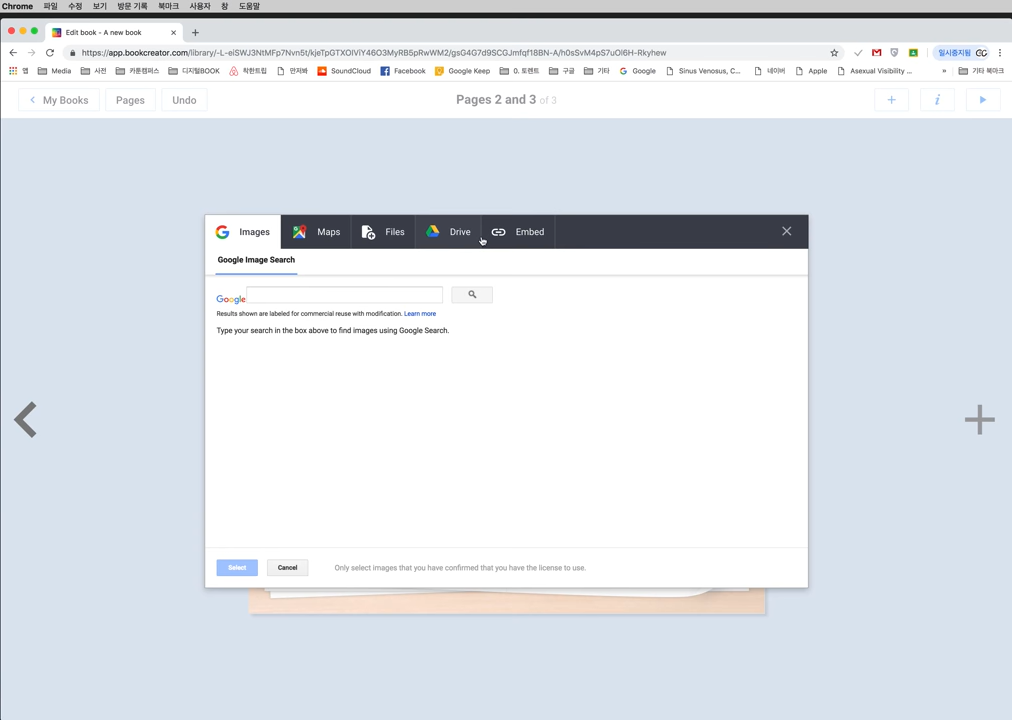 Chrome 파일 수정 보기 방문 기록 북마크 사용자 창 도움말
Edit book - A new book
https://app.bookcreator.com/library/-L-eiSWJ3NtMFp7Nvn5t/kjeTpGTXOIViY46O3MyRB5pRwWM2/gsG4G7d9SCGJmfqf18BN-A/h0sSvM4pS7uOl6H-Rkyhew 일시중지됨
앱 Media 사전 카툰캠퍼스 디지털BOOK 착한트립 만저봐 SoundCloud Facebook Google Keep 0. 토렌트 구글 기타 Google Sinus Venosus, C... 네이버 Apple Asexual Visibility ... » 기타 북마크
My Books Pages Undo Pages 2 and 3 of 3 + i
Images Maps Files Drive Embed
Google Image Search
Google
Results shown are labeled for commercial reuse with modification. Learn more
Type your search in the box above to find images using Google Search.
Select Cancel Only select images that you have confirmed that you have the license to use.